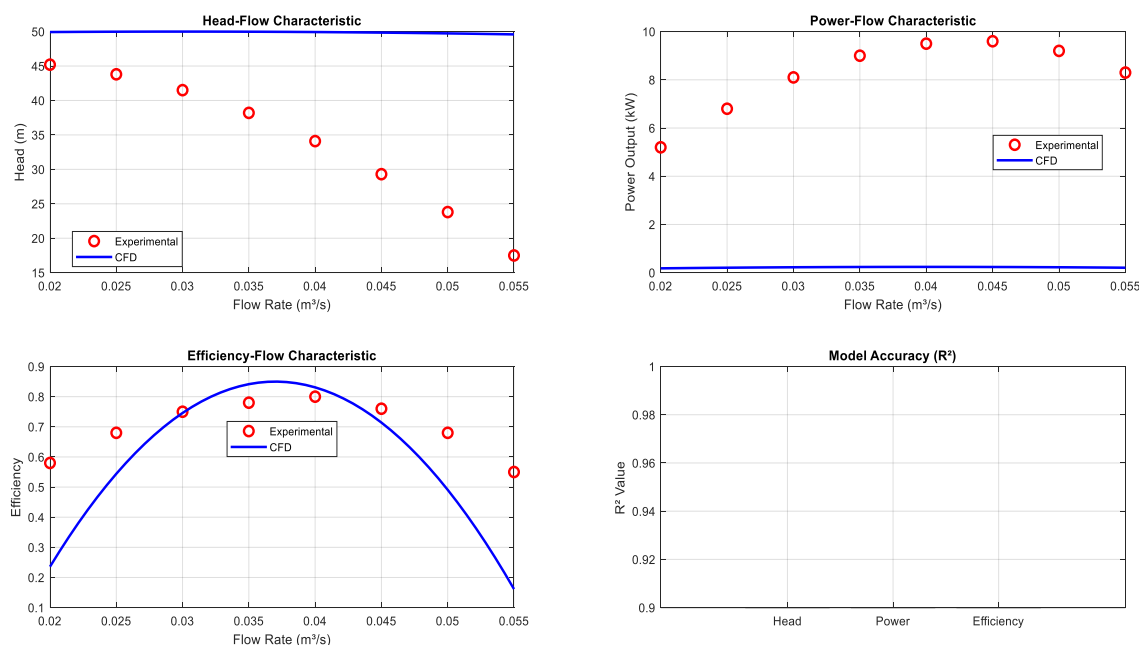 Head-Flow Characteristic
50
45
40
35
30
25
20
15
Head (m)
Experimental
CFD
0.02 0.025 0.03 0.035 0.04 0.045 0.05 0.055
Flow Rate (m³/s)
Power-Flow Characteristic
10
8
6
4
2
0
Power Output (kW)
Experimental
CFD
0.02 0.025 0.03 0.035 0.04 0.045 0.05 0.055
Flow Rate (m³/s)
Efficiency-Flow Characteristic
0.9
0.8
0.7
0.6
0.5
0.4
0.3
0.2
0.1
Efficiency
Experimental
CFD
0.02 0.025 0.03 0.035 0.04 0.045 0.05 0.055
Flow Rate (m³/s)
Model Accuracy (R²)
1
0.98
0.96
0.94
0.92
0.9
R² Value
Head Power Efficiency